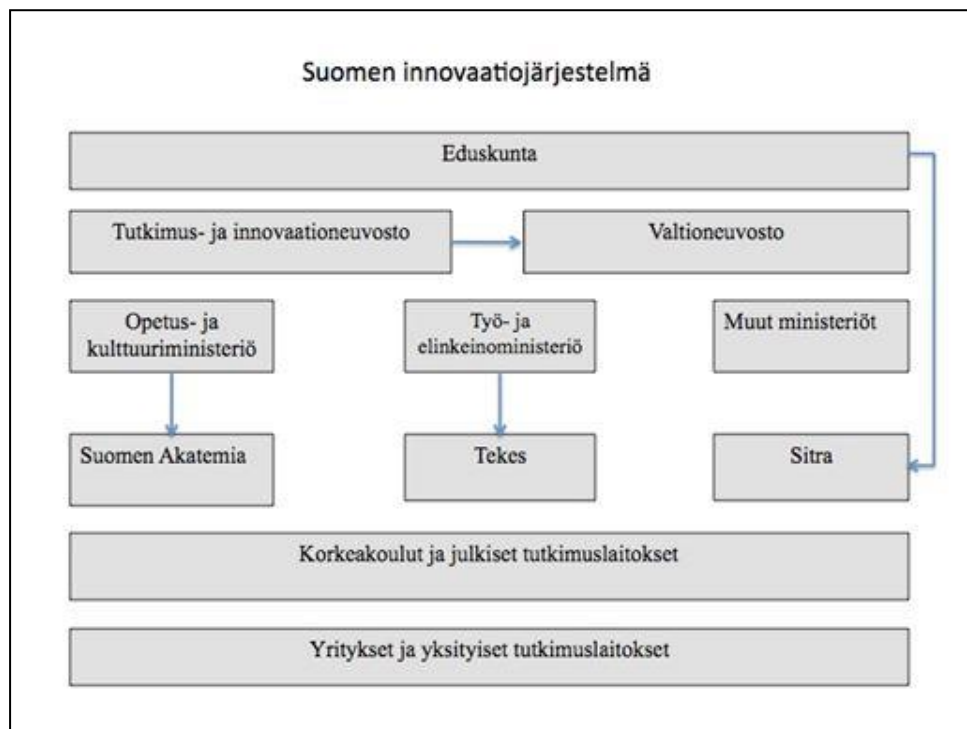 Suomen innovaatiojärjestelmä
Eduskunta
Tutkimus- ja innovaationeuvosto
Valtioneuvosto
Opetus- ja
kulttuuriministeriö
Työ- ja
elinkeinoministeriö
Muut ministeriöt
Suomen Akatemia
Tekes
Sitra
Korkeakoulut ja julkiset tutkimuslaitokset
Yritykset ja yksityiset tutkimuslaitokset